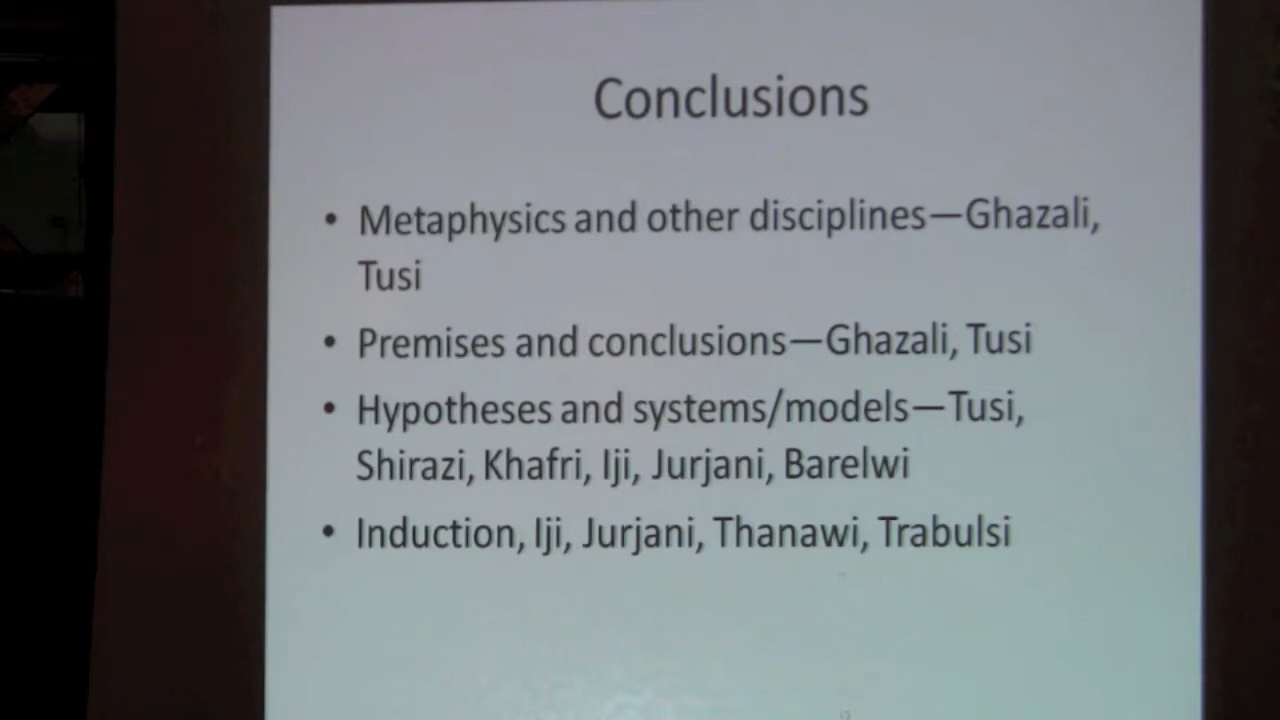 Conclusions
• Metaphysics and other disciplines—Ghazali,
Tusi
• Premises and conclusions—Ghazali, Tusi
• Hypotheses and systems/models—Tusi,
Shirazi, Khafri, Iji, Jurjani, Barelwi
• Induction, Iji, Jurjani, Thanawi, Trabulsi